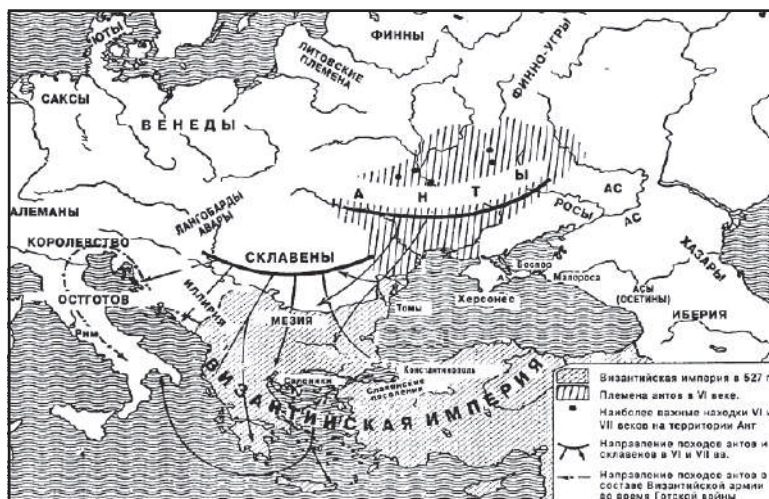 ЮТЫ
ФИННЫ
ЛИТОВСКИЕ
ПЛЕМЕНА
ФИННО-УГРЫ
САКСЫ
ВЕНЕДЫ
АНТЫ
АС
РОСЫ
АС
АЛЕМАНЫ
ЛАНГОБАРДЫ
АВАРЫ
КОРОЛЕВСТВО
ОСТГОТОВ
СКЛАВЕНЫ
ХАЗАРЫ
Боспор
Малороса
Херсонес
АСЫ
(ОСЕТИНЫ)
ИБЕРИЯ
ИЛЛИРИЯ
МЕЗИЯ
Томы
Рим
Константинополь
Салоники
Славянские
поселения
ВИЗАНТИЙСКАЯ ИМПЕРИЯ
Византийская империя в 527 г
Племена антов в VI веке.
Наиболее важные находки VI и
VII веков на территории Ант
Направление походов антов и
склавенов в VI и VII вв.
Направление походов антов в
составе Византийской армии
во время Готской войны